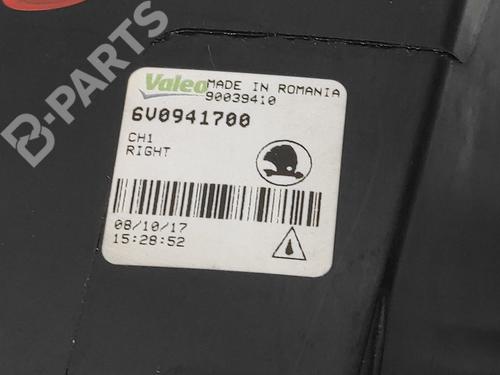 B-PARTS
Valeo MADE IN ROMANIA
90039410
6V0941700
CH1
RIGHT
08/10/17
15:28:52